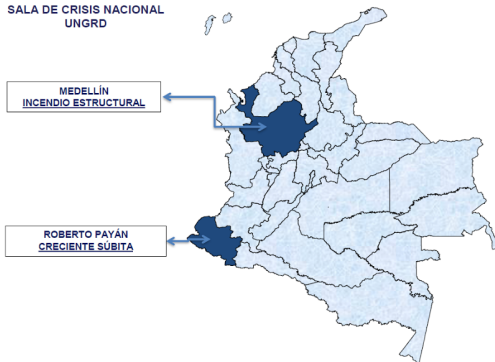 SALA DE CRISIS NACIONAL
UNGRD
MEDELLÍN
INCENDIO ESTRUCTURAL
ROBERTO PAYÁN
CRECIENTE SÚBITA